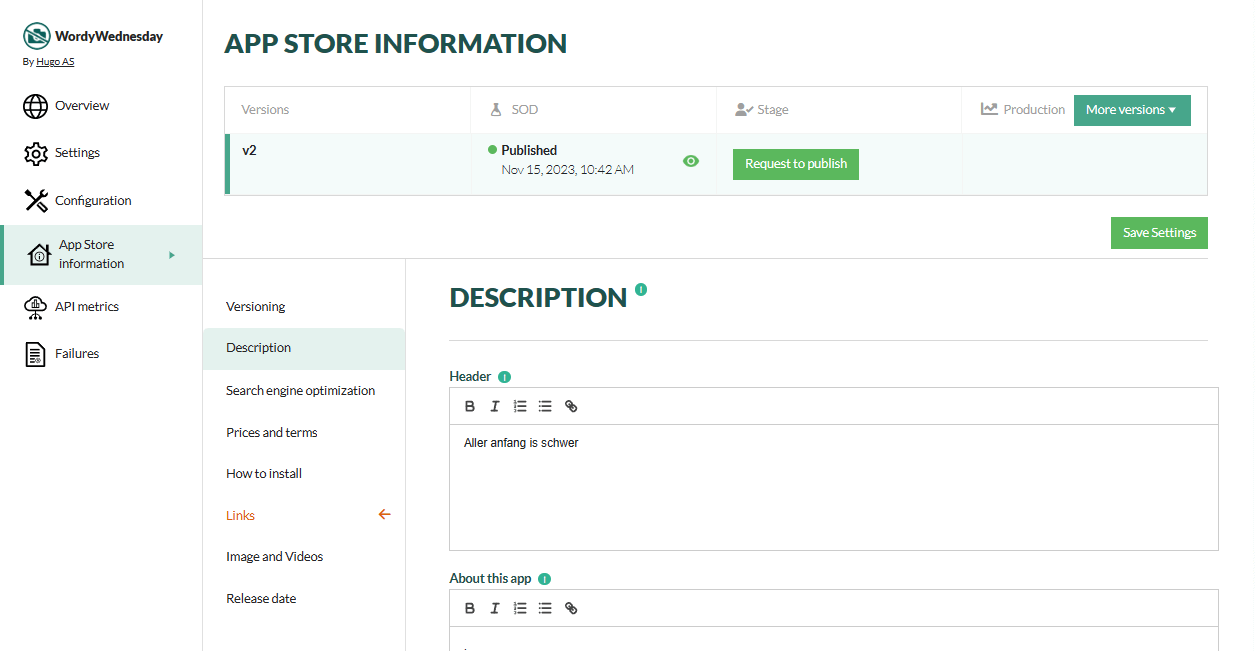 WordyWednesday
By Hugo AS
Overview
Settings
Configuration
App Store
information
API metrics
Failures
APP STORE INFORMATION
Versions
SOD
Stage
Production
More versions
v2
Published
Nov 15, 2023, 10:42 AM
Request to publish
Save Settings
Versioning
Description
Search engine optimization
Prices and terms
How to install
Links
Image and Videos
Release date
DESCRIPTION
Header
Aller anfang is schwer
About this app